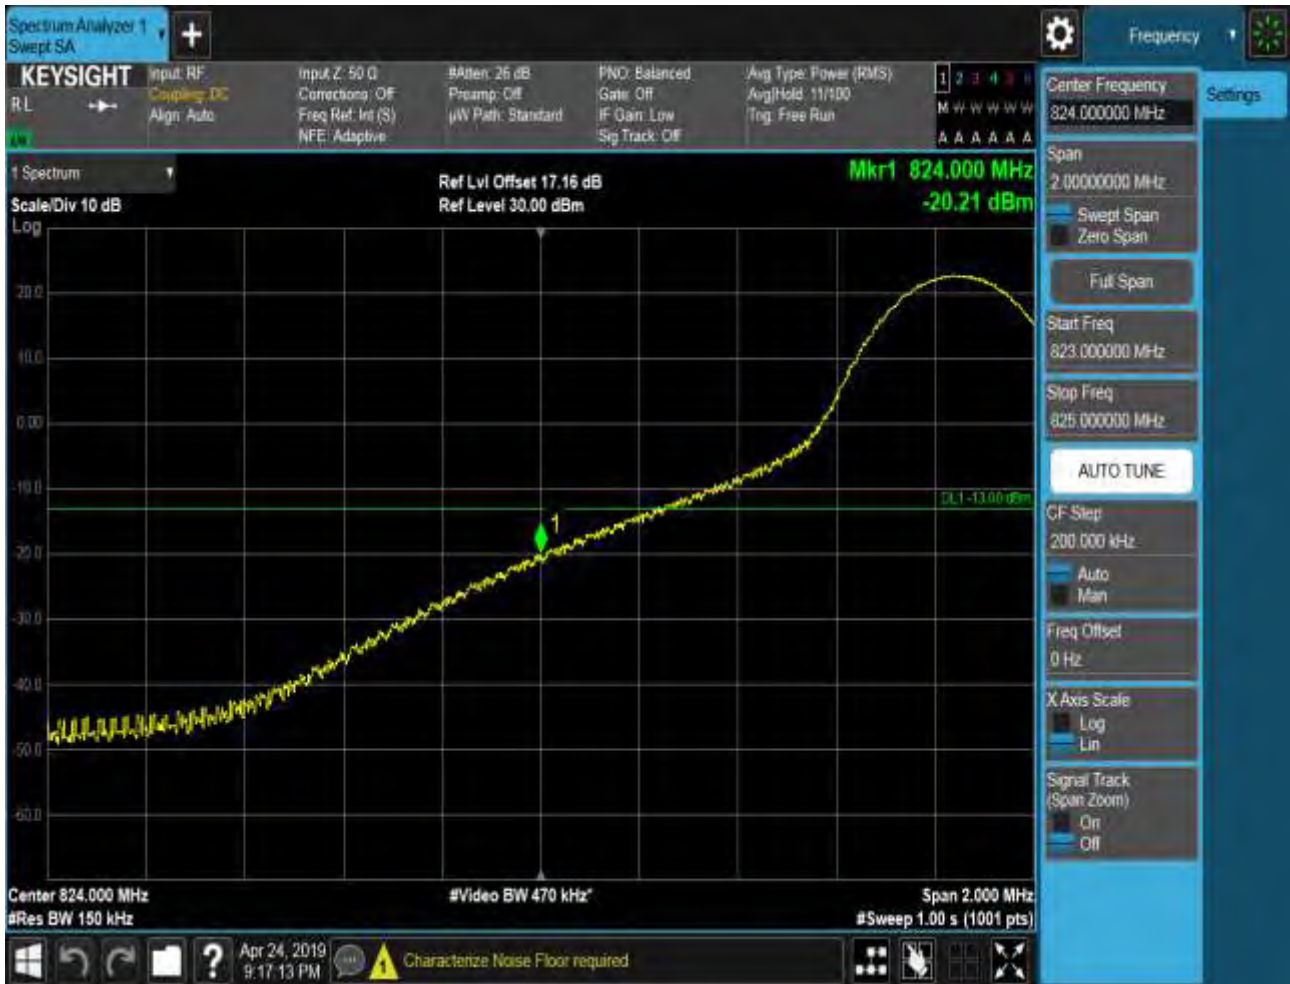 Spectrum Analyzer 1
Swept SA
+
Frequency
KEYSIGHT
RL
Input: RF
Coupling: DC
Align: Auto
Input Z: 50 Ω
Corrections: Off
Freq Ref: Int (S)
NFE: Adaptive
#Atten: 26 dB
Preamp: Off
µW Path: Standard
PNO: Balanced
Gate: Off
IF Gain: Low
Sig Track: Off
Avg Type: Power (RMS)
Avg|Hold: 11/100
Trig: Free Run
1 2 3 4 5 6
M W W W W W
A A A A A A
1 Spectrum
Scale/Div 10 dB
Log
Ref Lvl Offset 17.16 dB
Ref Level 30.00 dBm
Mkr1 824.000 MHz
-20.21 dBm
20.0
10.0
0.00
-10.0
-20.0
-30.0
-40.0
-50.0
-60.0
DL1 -13.00 dBm
1
Center 824.000 MHz
#Res BW 150 kHz
#Video BW 470 kHz*
Span 2.000 MHz
#Sweep 1.00 s (1001 pts)
Center Frequency
824.000000 MHz
Settings
Span
2.00000000 MHz
Swept Span
Zero Span
Full Span
Start Freq
823.000000 MHz
Stop Freq
825.000000 MHz
AUTO TUNE
CF Step
200.000 kHz
Auto
Man
Freq Offset
0 Hz
X Axis Scale
Log
Lin
Signal Track
(Span Zoom)
On
Off
?
Apr 24, 2019
9:17:13 PM
1
Characterize Noise Floor required